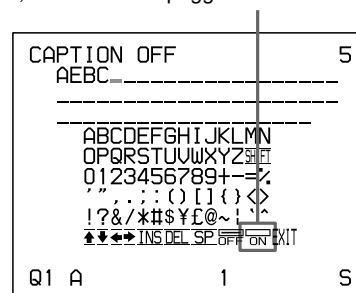 CAPTION OFF 5
AEBC_
ABCDEFGHIJKLMN
OPQRSTUVWXYZ SHIFT
0123456789+-=%
'",.;:()[]{}<>
!?&/*#$¥£@~¦`^
INS DEL SP OFF ON EXIT
Q1 A 1 S